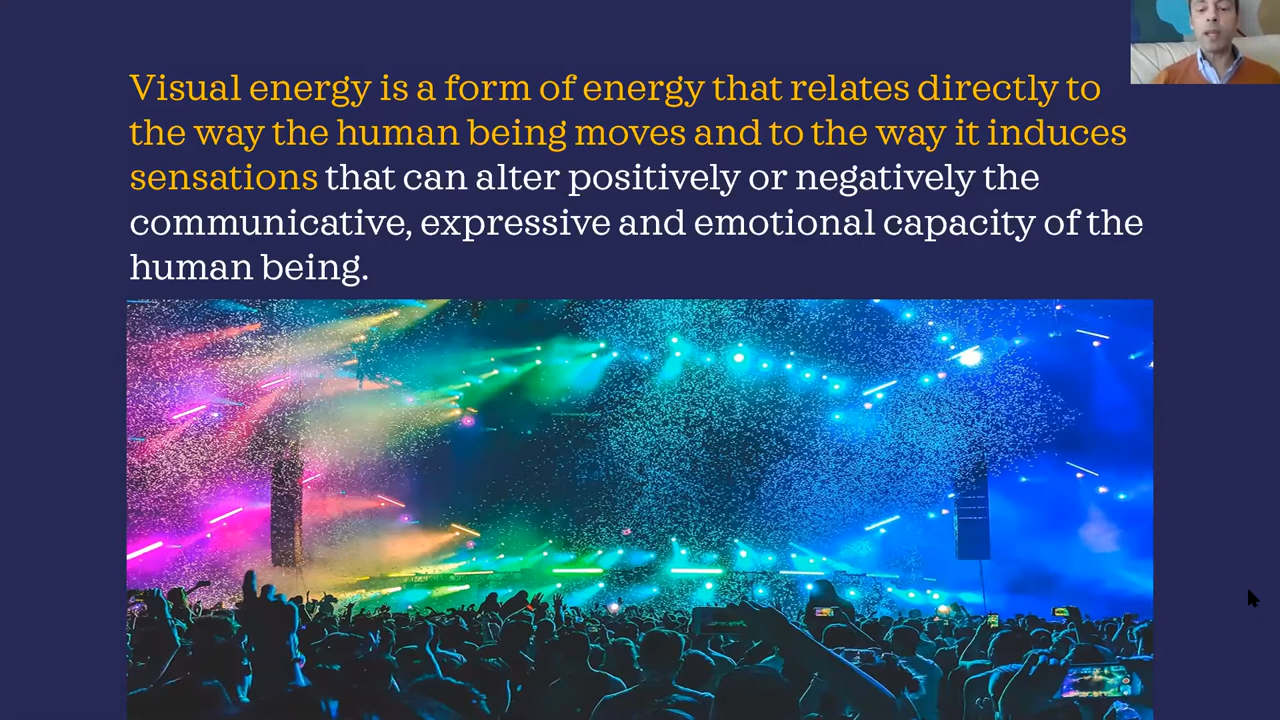 Visual energy is a form of energy that relates directly to
the way the human being moves and to the way it induces
sensations that can alter positively or negatively the
communicative, expressive and emotional capacity of the
human being.